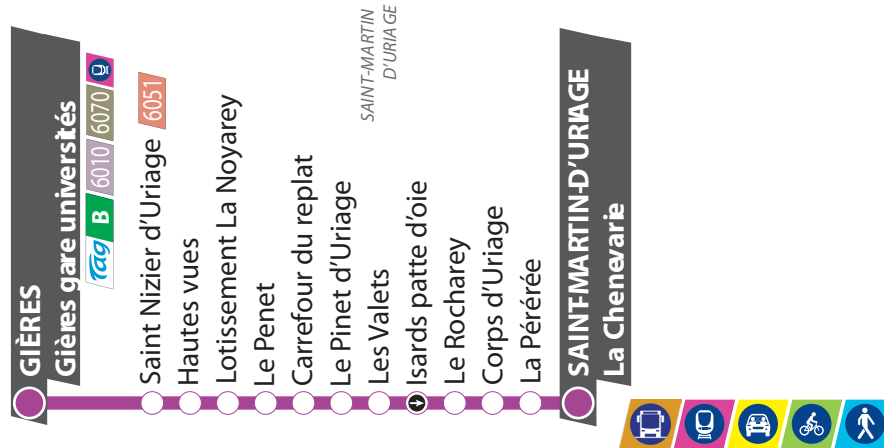 GIÈRES
Gières gare universités
Tag B 6010 6070
Saint Nizier d'Uriage 6051
Hautes vues
Lotissement La Noyarey
Le Penet
Carrefour du replat
Le Pinet d'Uriage
SAINT-MARTIN
D'URIAGE
Les Valets
Isards patte d'oie
Le Rocharey
Corps d'Uriage
La Pérérée
SAINT-MARTIN-D'URIAGE
La Chenevarie